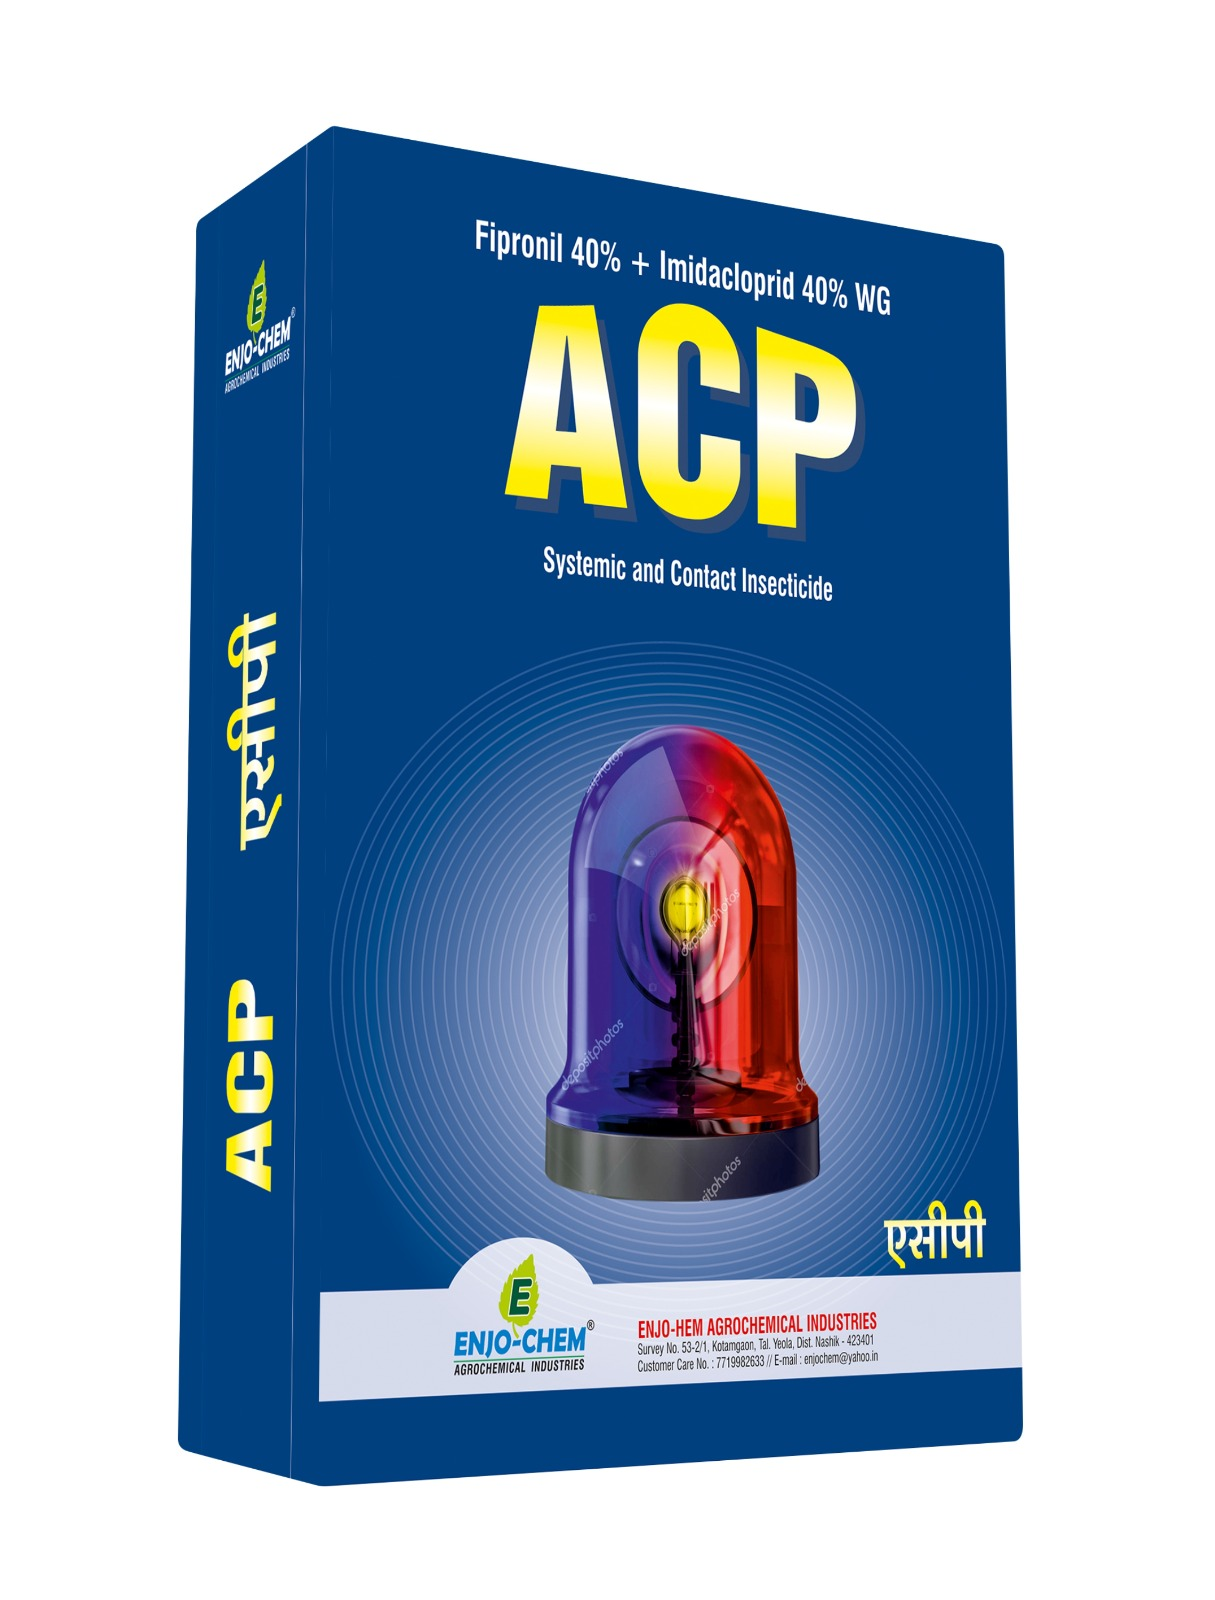 Fipronil 40% + Imidacloprid 40% WG
ACP
Systemic and Contact Insecticide
एसीपी
E
ENJO-CHEM®
AGROCHEMICAL INDUSTRIES
ENJO-HEM AGROCHEMICAL INDUSTRIES
Survey No. 53-2/1, Kotamgaon, Tal. Yeola, Dist. Nashik - 423401
Customer Care No. : 7719982633 // E-mail : enjochem@yahoo.in
E
ENJO-CHEM®
AGROCHEMICAL INDUSTRIES
एसीपी
ACP
depositphotos
depositphotos